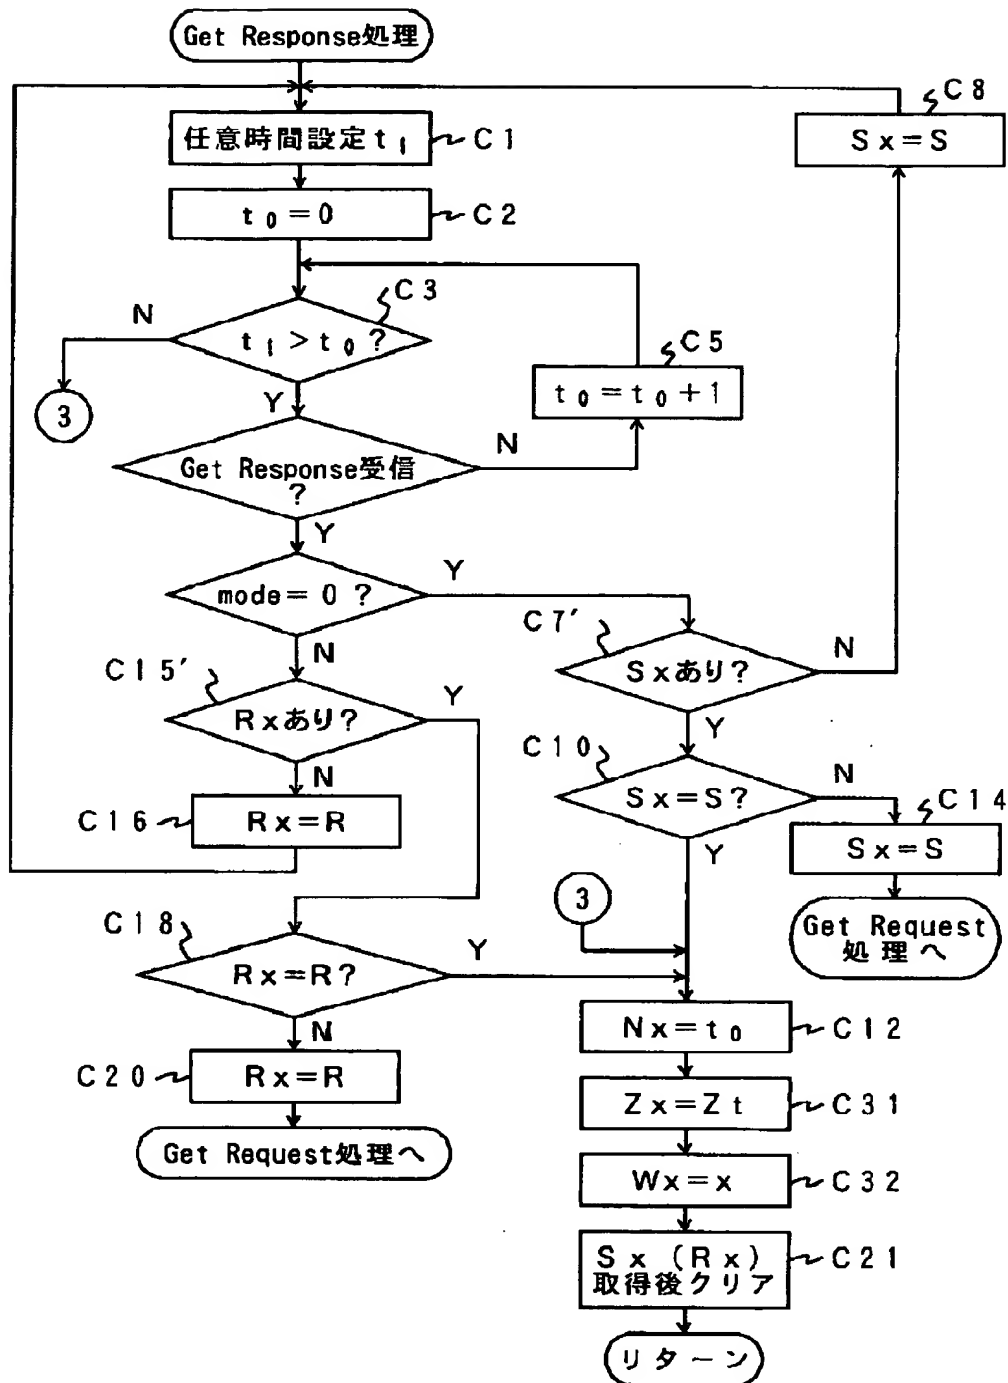 Get Response処理
任意時間設定t₁
C1
t₀=0
C2
C8
Sx=S
C3
N
t₁>t₀?
Y
3
C5
t₀=t₀+1
Get Response受信
?
N
Y
mode=0?
Y
N
C7′
Sxあり?
N
Y
C15′
Rxあり?
Y
N
C16
Rx=R
C10
Sx=S?
N
Y
C14
Sx=S
Get Request
処理へ
3
C18
Rx=R?
Y
N
C20
Rx=R
Get Request処理へ
Nx=t₀
C12
Zx=Zt
C31
Wx=x
C32
Sx(Rx)
取得後クリア
C21
リターン